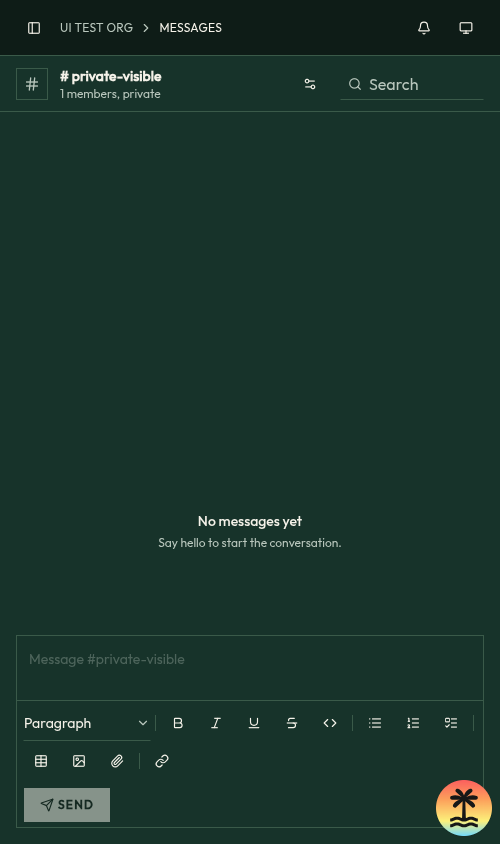 UI TEST ORG > MESSAGES
# # private-visible
1 members, private
Search
No messages yet
Say hello to start the conversation.
Message #private-visible
Paragraph
SEND